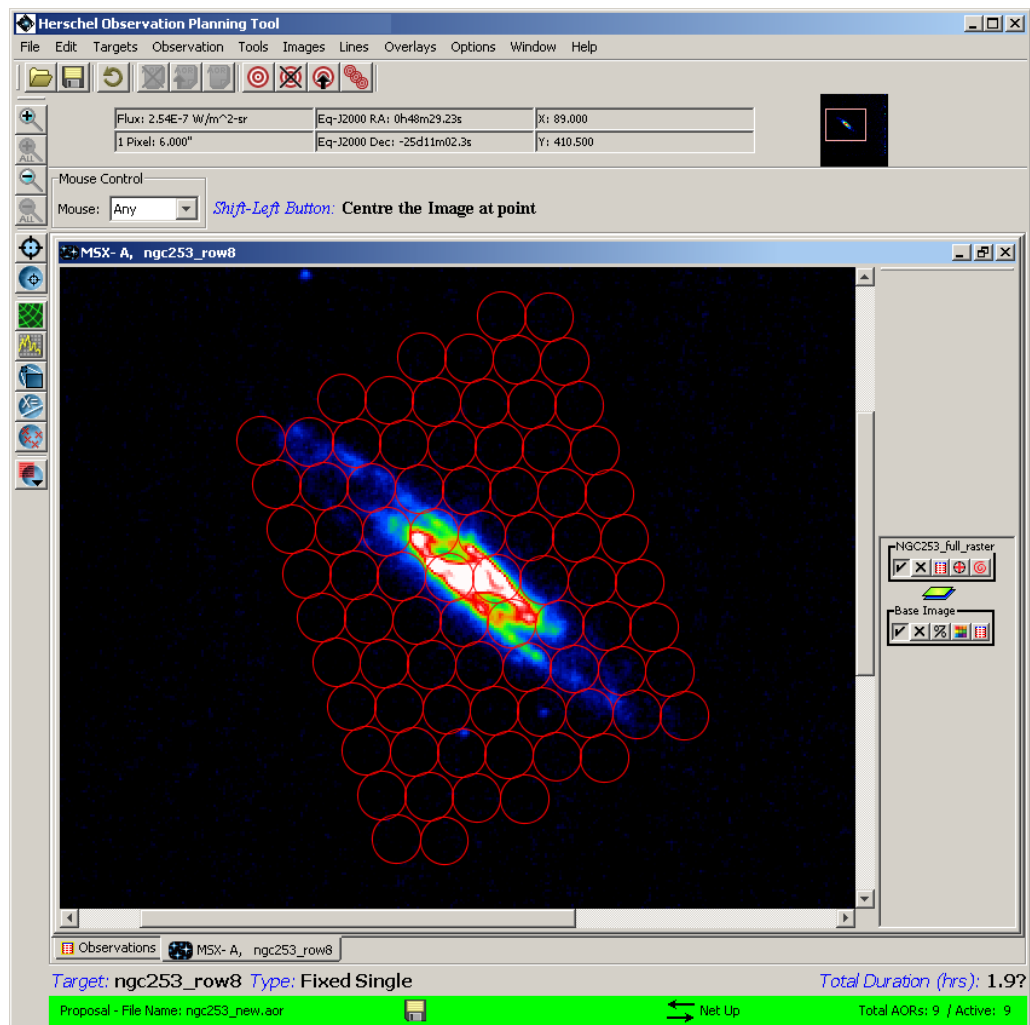 Herschel Observation Planning Tool
File Edit Targets Observation Tools Images Lines Overlays Options Window Help
Flux: 2.54E-7 W/m^2-sr Eq-J2000 RA: 0h48m29.23s X: 89.000
1 Pixel: 6.000" Eq-J2000 Dec: -25d11m02.3s Y: 410.500
ALL
ALL
Mouse Control
Mouse: Any Shift-Left Button: Centre the Image at point
MSX- A, ngc253_row8
NGC253_full_raster
Base Image
Observations MSX- A, ngc253_row8
Target: ngc253_row8 Type: Fixed Single Total Duration (hrs): 1.9?
Proposal - File Name: ngc253_new.aor Net Up Total AORs: 9 / Active: 9